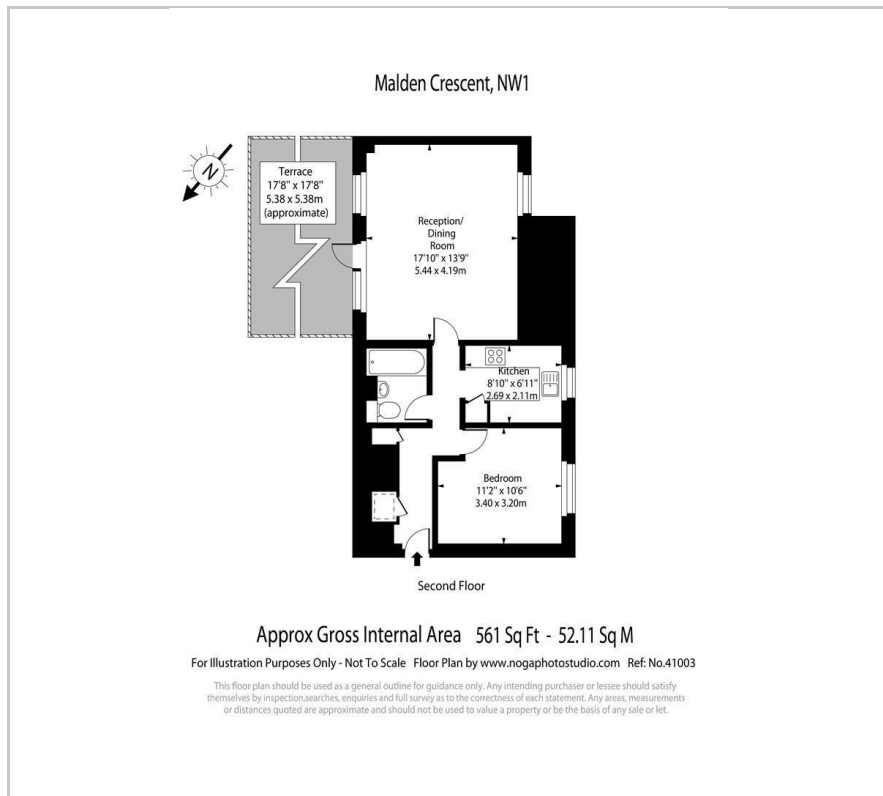 Malden Crescent, NW1
N
Terrace
17'8" x 17'8"
5.38 x 5.38m
(approximate)
Reception/
Dining
Room
17'10" x 13'9"
5.44 x 4.19m
Kitchen
8'10" x 6'11"
2.69 x 2.11m
Bedroom
11'2" x 10'6"
3.40 x 3.20m
Second Floor
Approx Gross Internal Area 561 Sq Ft - 52.11 Sq M
For Illustration Purposes Only - Not To Scale Floor Plan by www.nogaphotostudio.com Ref: No.41003
This floor plan should be used as a general outline for guidance only. Any intending purchaser or lessee should satisfy
themselves by inspection,searches, enquiries and full survey as to the correctness of each statement. Any areas, measurements
or distances quoted are approximate and should not be used to value a property or be the basis of any sale or let.